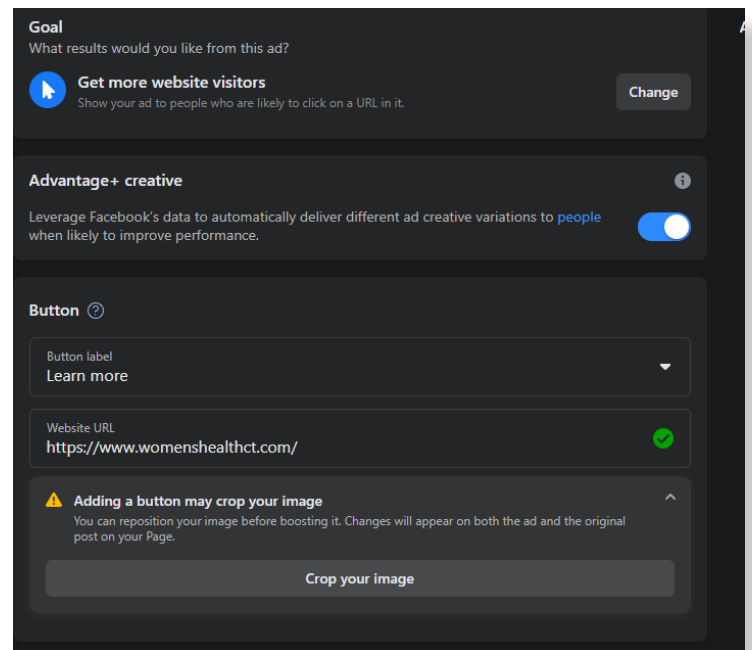 Goal
What results would you like from this ad?
Get more website visitors
Show your ad to people who are likely to click on a URL in it.
Change
Advantage+ creative
Leverage Facebook's data to automatically deliver different ad creative variations to people
when likely to improve performance.
Button
Button label
Learn more
Website URL
https://www.womenshealthct.com/
Adding a button may crop your image
You can reposition your image before boosting it. Changes will appear on both the ad and the original
post on your Page.
Crop your image